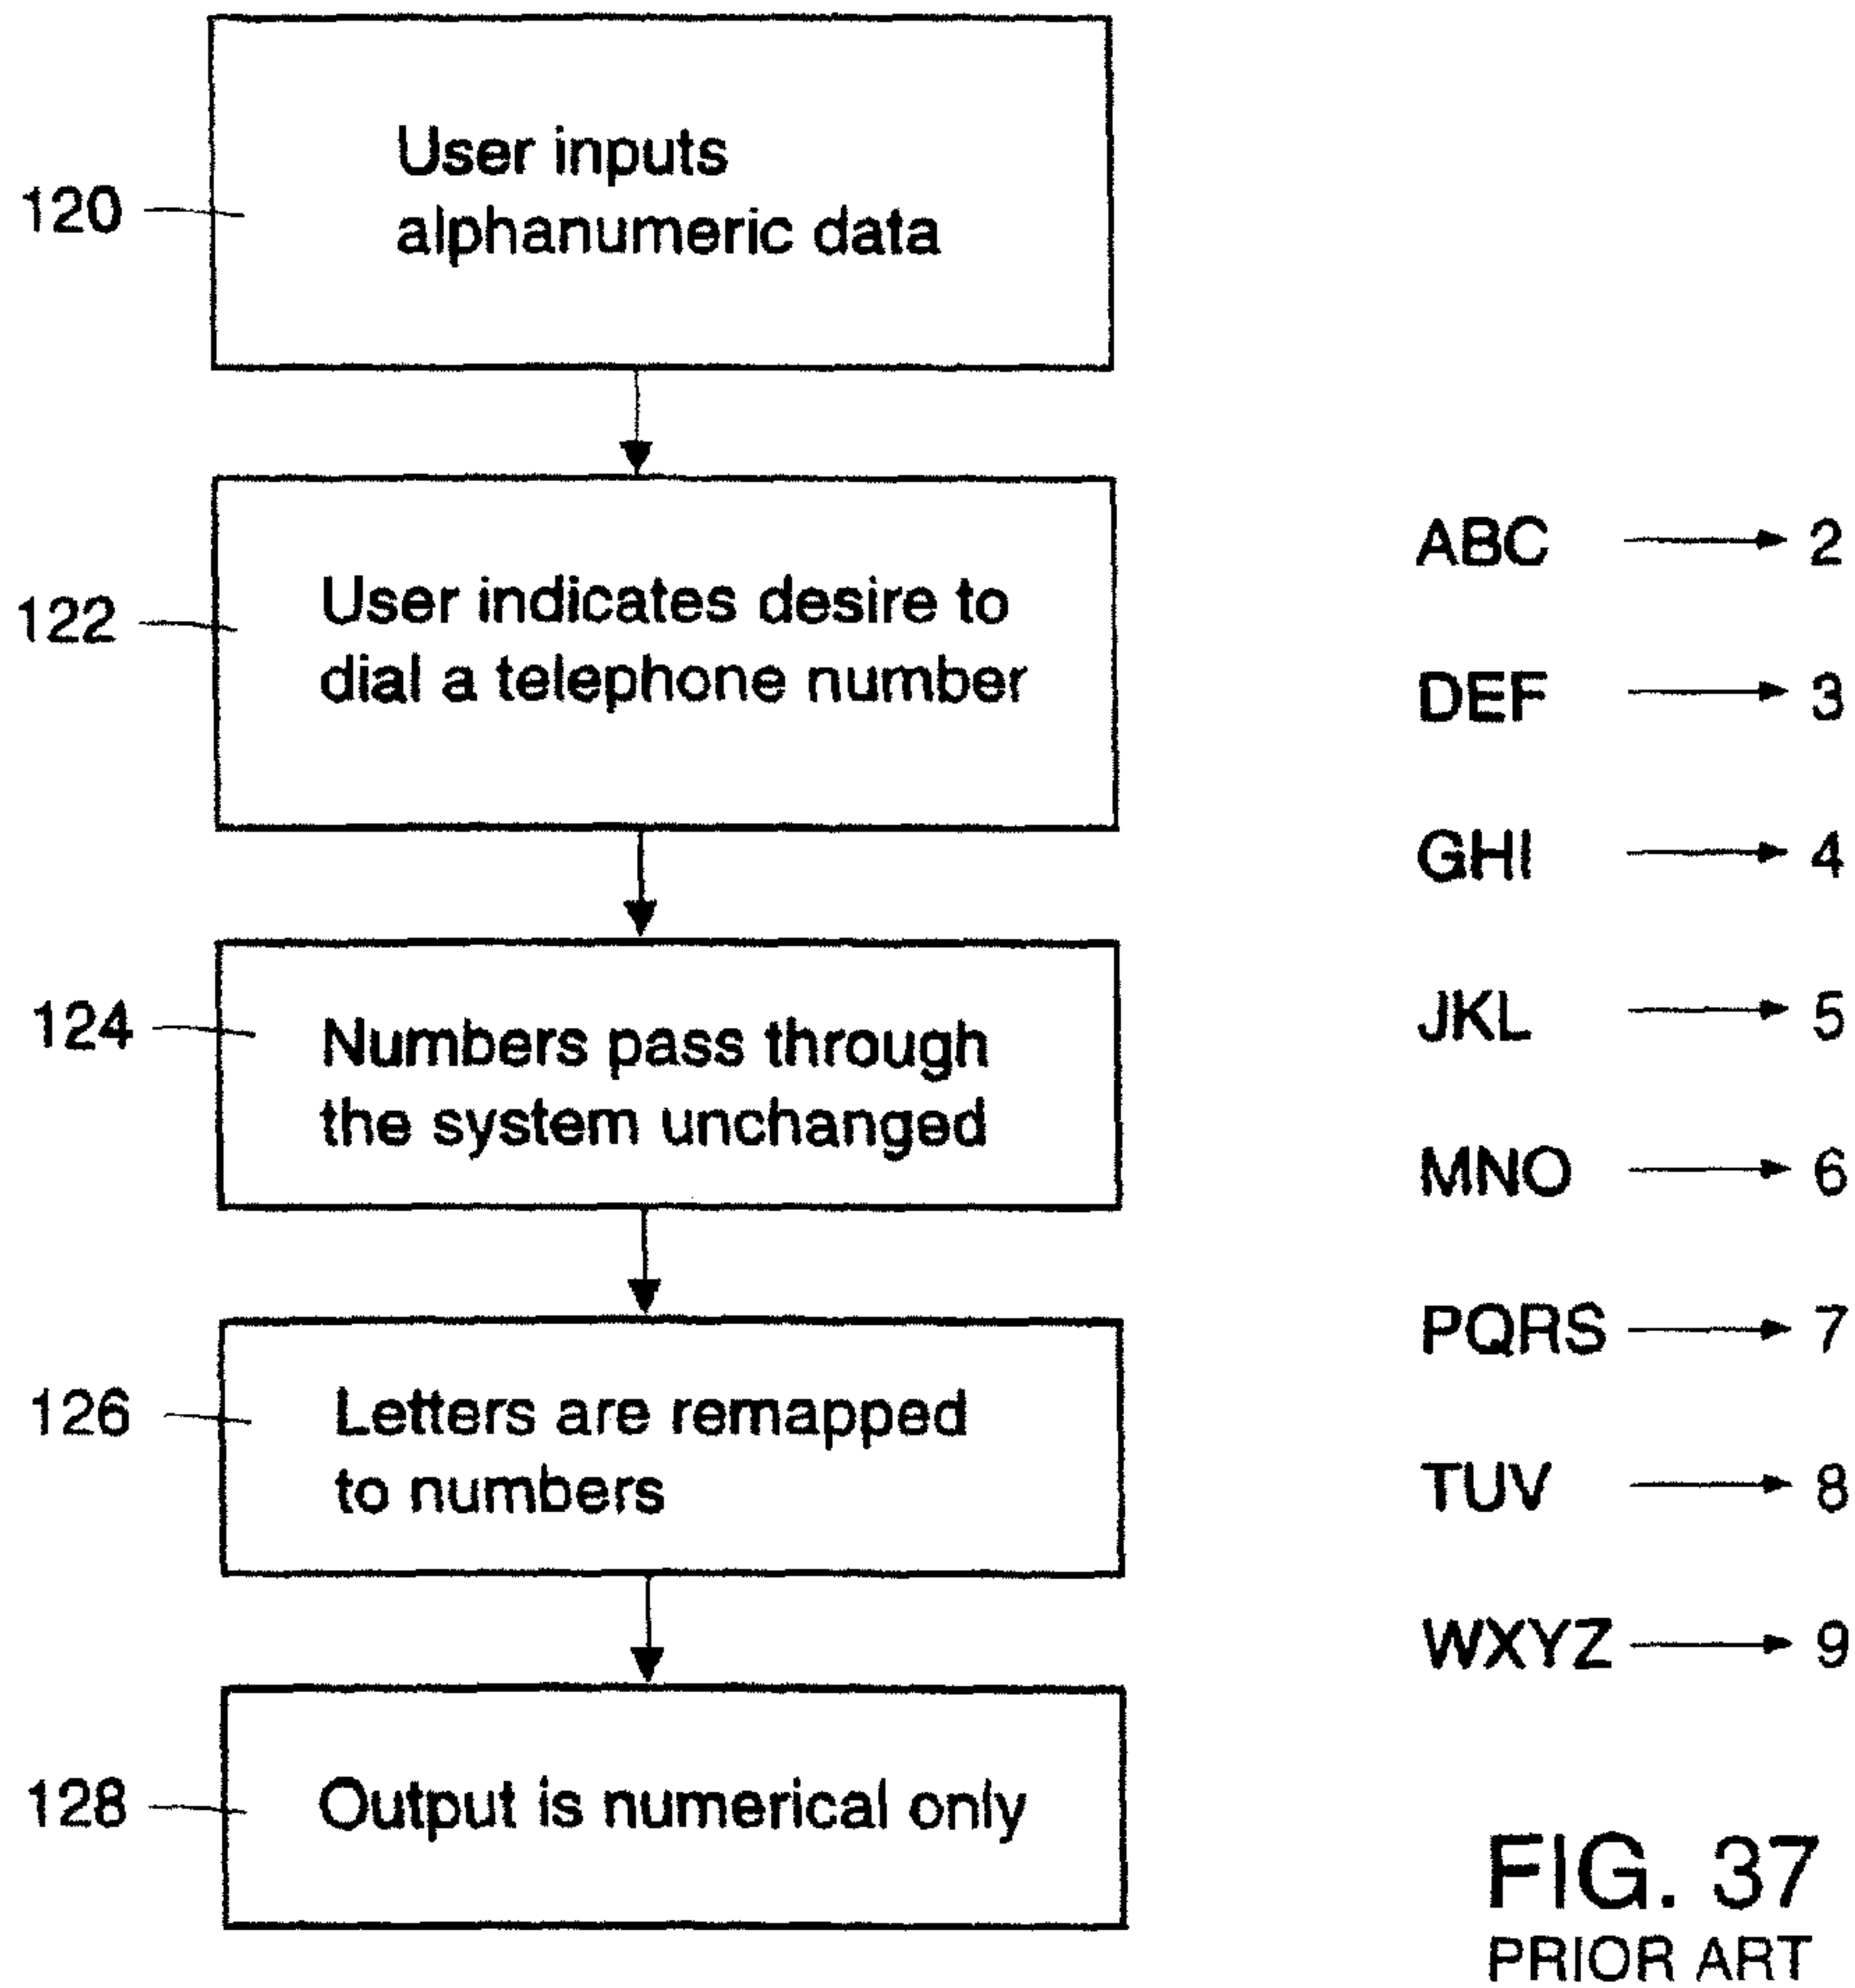 User inputs
alphanumeric data
120
User indicates desire to
dial a telephone number
122
Numbers pass through
the system unchanged
124
Letters are remapped
to numbers
126
Output is numerical only
128
ABC 2
DEF 3
GHI 4
JKL 5
MNO 6
PQRS 7
TUV 8
WXYZ 9
FIG. 37
PRIOR ART